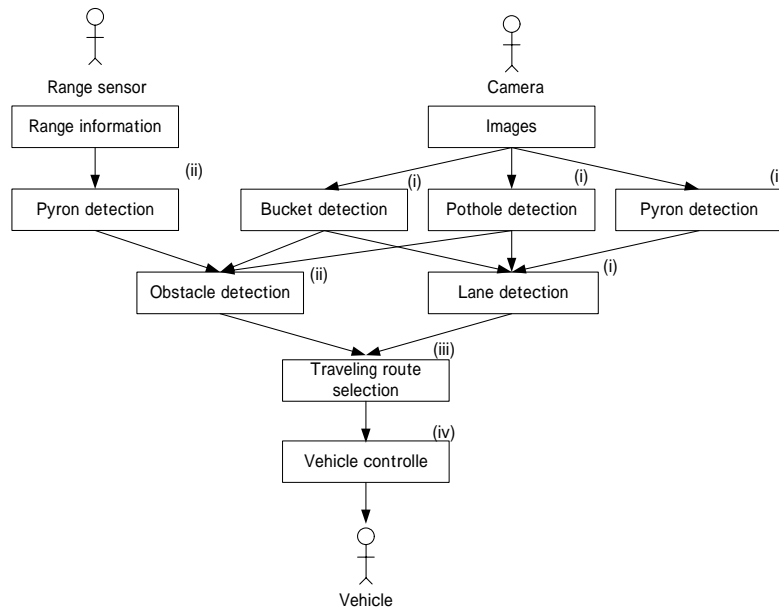 Range sensor
Camera
Range information
Images
(ii)
(i)
(i)
(i
Pyron detection
Bucket detection
Pothole detection
Pyron detection
(ii)
(i)
Obstacle detection
Lane detection
(iii)
Traveling route
selection
(iv)
Vehicle controlle
Vehicle